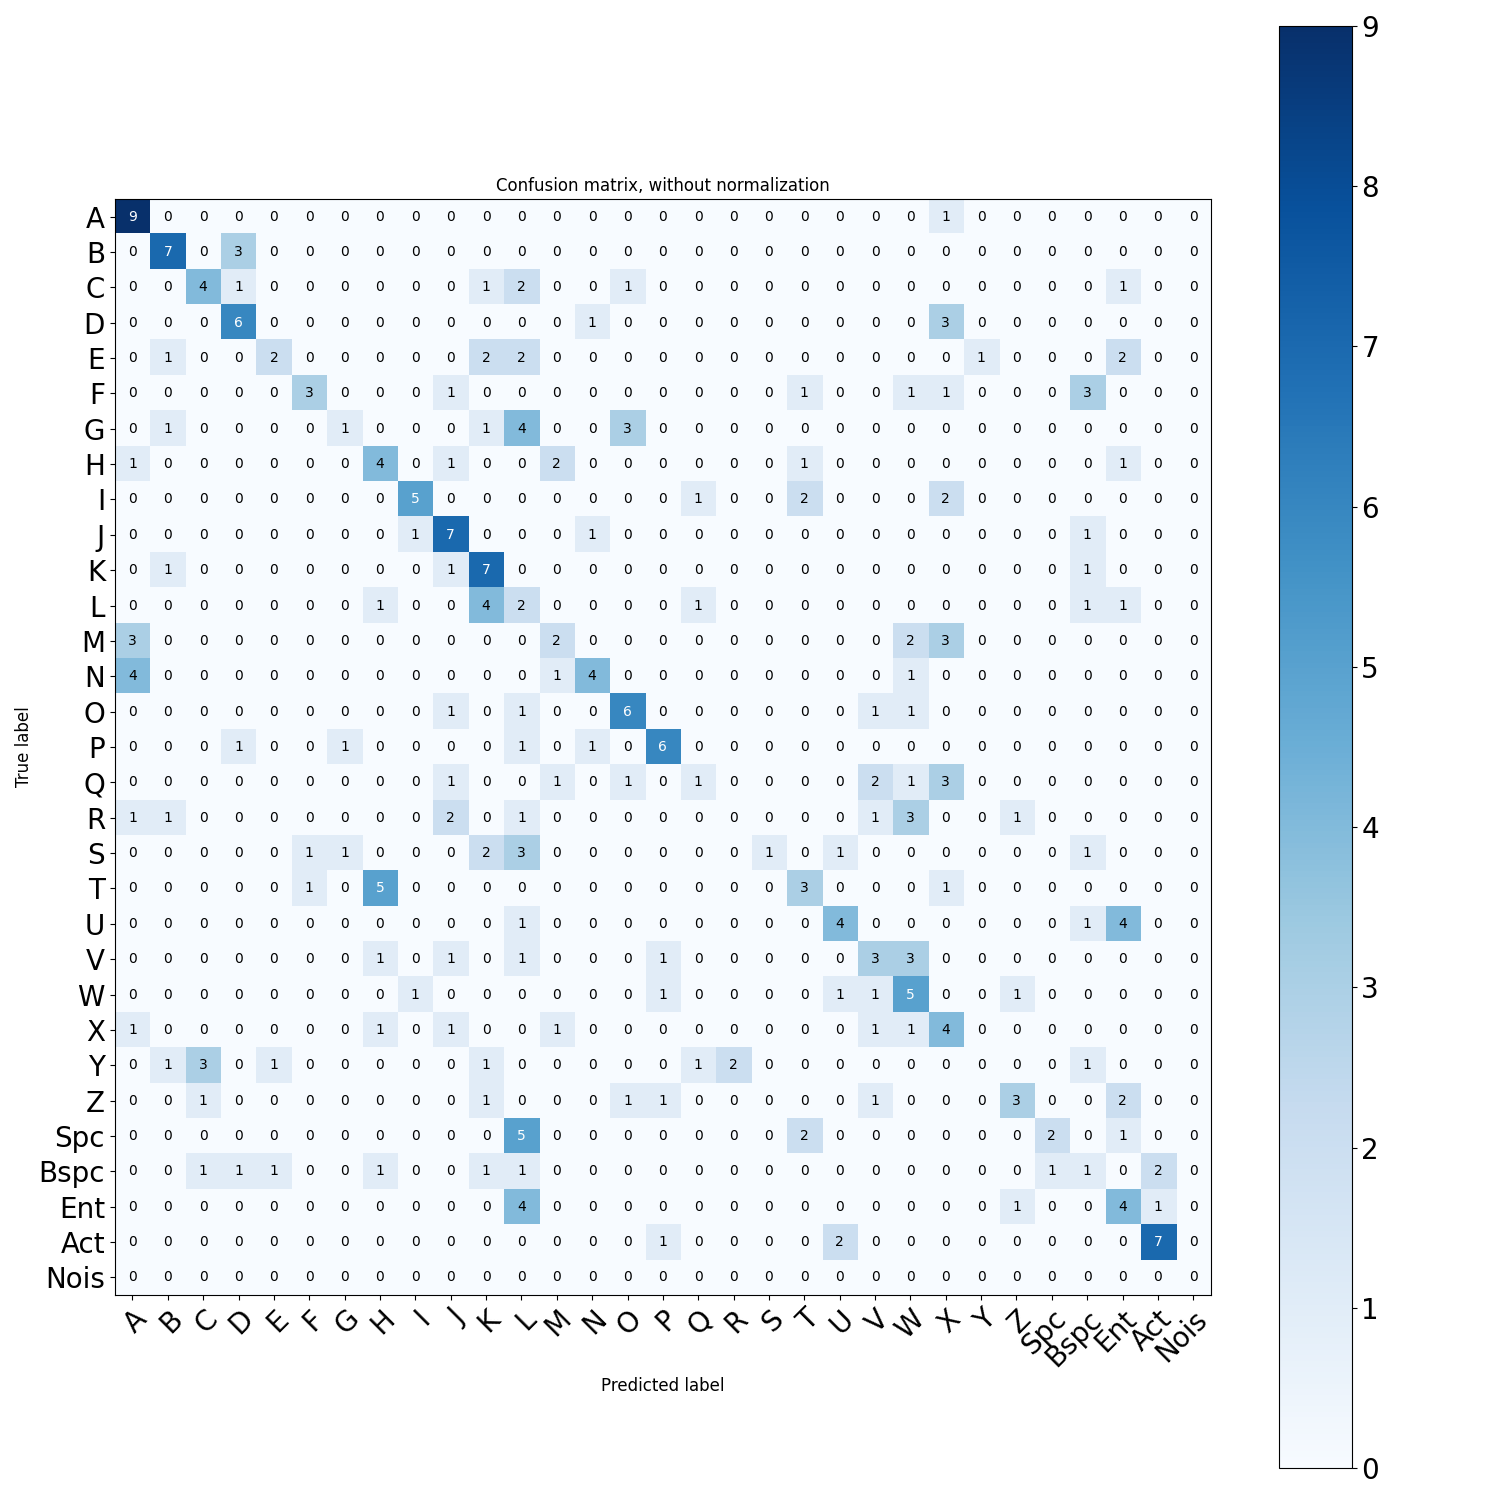 Confusion matrix, without normalization
A 9 0 0 0 0 0 0 0 0 0 0 0 0 0 0 0 0 0 0 0 0 0 0 1 0 0 0 0 0 0 0
B 0 7 0 3 0 0 0 0 0 0 0 0 0 0 0 0 0 0 0 0 0 0 0 0 0 0 0 0 0 0 0
C 0 0 4 1 0 0 0 0 0 0 1 2 0 0 1 0 0 0 0 0 0 0 0 0 0 0 0 0 1 0 0
D 0 0 0 6 0 0 0 0 0 0 0 0 0 1 0 0 0 0 0 0 0 0 0 3 0 0 0 0 0 0 0
E 0 1 0 0 2 0 0 0 0 0 2 2 0 0 0 0 0 0 0 0 0 0 0 0 1 0 0 0 2 0 0
F 0 0 0 0 0 3 0 0 0 1 0 0 0 0 0 0 0 0 0 1 0 0 1 1 0 0 0 3 0 0 0
G 0 1 0 0 0 0 1 0 0 0 1 4 0 0 3 0 0 0 0 0 0 0 0 0 0 0 0 0 0 0 0
H 1 0 0 0 0 0 0 4 0 1 0 0 2 0 0 0 0 0 0 1 0 0 0 0 0 0 0 0 1 0 0
I 0 0 0 0 0 0 0 0 5 0 0 0 0 0 0 0 1 0 0 2 0 0 0 2 0 0 0 0 0 0 0
J 0 0 0 0 0 0 0 0 1 7 0 0 0 1 0 0 0 0 0 0 0 0 0 0 0 0 0 1 0 0 0
K 0 1 0 0 0 0 0 0 0 1 7 0 0 0 0 0 0 0 0 0 0 0 0 0 0 0 0 1 0 0 0
L 0 0 0 0 0 0 0 1 0 0 4 2 0 0 0 0 1 0 0 0 0 0 0 0 0 0 0 1 1 0 0
M 3 0 0 0 0 0 0 0 0 0 0 0 2 0 0 0 0 0 0 0 0 0 2 3 0 0 0 0 0 0 0
N 4 0 0 0 0 0 0 0 0 0 0 0 1 4 0 0 0 0 0 0 0 0 1 0 0 0 0 0 0 0 0
O 0 0 0 0 0 0 0 0 0 1 0 1 0 0 6 0 0 0 0 0 0 1 1 0 0 0 0 0 0 0 0
P 0 0 0 1 0 0 1 0 0 0 0 1 0 1 0 6 0 0 0 0 0 0 0 0 0 0 0 0 0 0 0
Q 0 0 0 0 0 0 0 0 0 1 0 0 1 0 1 0 1 0 0 0 0 2 1 3 0 0 0 0 0 0 0
R 1 1 0 0 0 0 0 0 0 2 0 1 0 0 0 0 0 0 0 0 0 1 3 0 0 1 0 0 0 0 0
S 0 0 0 0 0 1 1 0 0 0 2 3 0 0 0 0 0 0 1 0 1 0 0 0 0 0 0 1 0 0 0
T 0 0 0 0 0 1 0 5 0 0 0 0 0 0 0 0 0 0 0 3 0 0 0 1 0 0 0 0 0 0 0
U 0 0 0 0 0 0 0 0 0 0 0 1 0 0 0 0 0 0 0 0 4 0 0 0 0 0 0 1 4 0 0
V 0 0 0 0 0 0 0 1 0 1 0 1 0 0 0 1 0 0 0 0 0 3 3 0 0 0 0 0 0 0 0
W 0 0 0 0 0 0 0 0 1 0 0 0 0 0 0 1 0 0 0 0 1 1 5 0 0 1 0 0 0 0 0
X 1 0 0 0 0 0 0 1 0 1 0 0 1 0 0 0 0 0 0 0 0 1 1 4 0 0 0 0 0 0 0
Y 0 1 3 0 1 0 0 0 0 0 1 0 0 0 0 0 1 2 0 0 0 0 0 0 0 0 0 1 0 0 0
Z 0 0 1 0 0 0 0 0 0 0 1 0 0 0 1 1 0 0 0 0 0 1 0 0 0 3 0 0 2 0 0
Spc 0 0 0 0 0 0 0 0 0 0 0 5 0 0 0 0 0 0 0 2 0 0 0 0 0 0 2 0 1 0 0
Bspc 0 0 1 1 1 0 0 1 0 0 1 1 0 0 0 0 0 0 0 0 0 0 0 0 0 0 1 1 0 2 0
Ent 0 0 0 0 0 0 0 0 0 0 0 4 0 0 0 0 0 0 0 0 0 0 0 0 0 1 0 0 4 1 0
Act 0 0 0 0 0 0 0 0 0 0 0 0 0 0 0 1 0 0 0 0 2 0 0 0 0 0 0 0 0 7 0
Nois 0 0 0 0 0 0 0 0 0 0 0 0 0 0 0 0 0 0 0 0 0 0 0 0 0 0 0 0 0 0 0
A B C D E F G H I J K L M N O P Q R S T U V W X Y Z Spc Bspc Ent Act Nois
Predicted label
True label
9
8
7
6
5
4
3
2
1
0